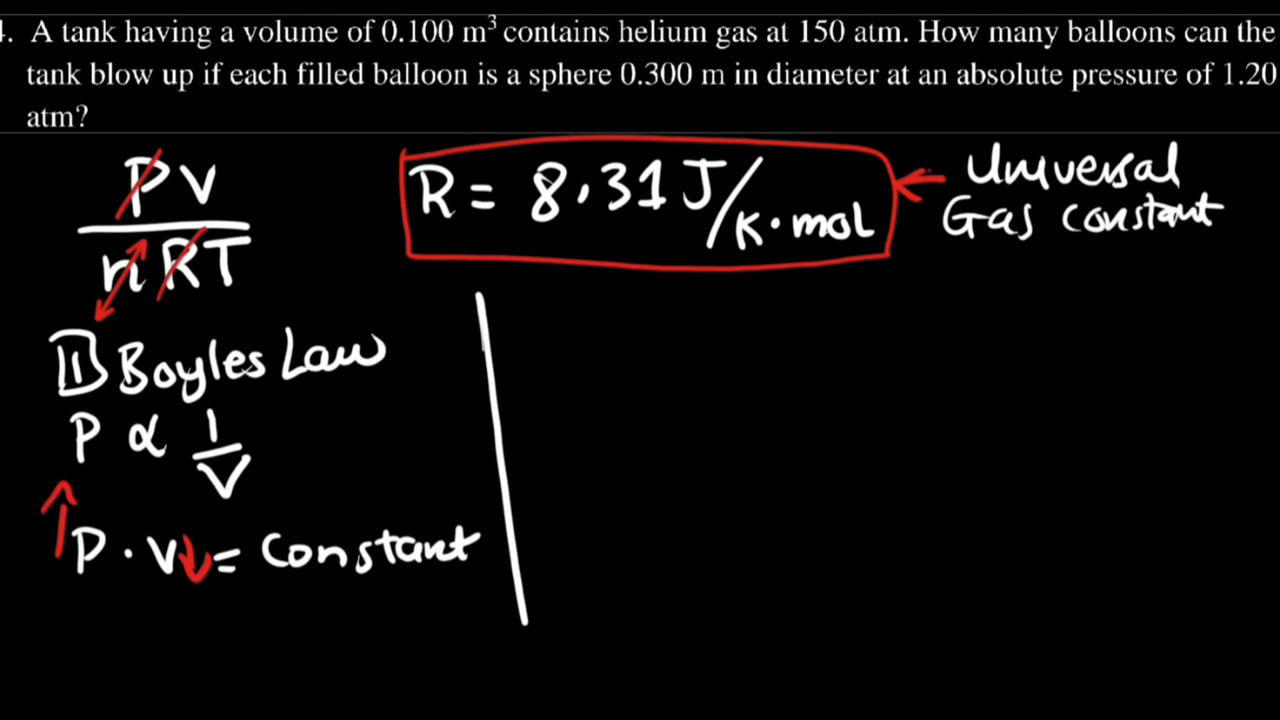 4. A tank having a volume of 0.100 m³ contains helium gas at 150 atm. How many balloons can the
tank blow up if each filled balloon is a sphere 0.300 m in diameter at an absolute pressure of 1.20
atm?
PV
nRT
R = 8.31 J/K·mol
Universal
Gas constant
① Boyles Law
P ∝ 1/V
P · V = Constant